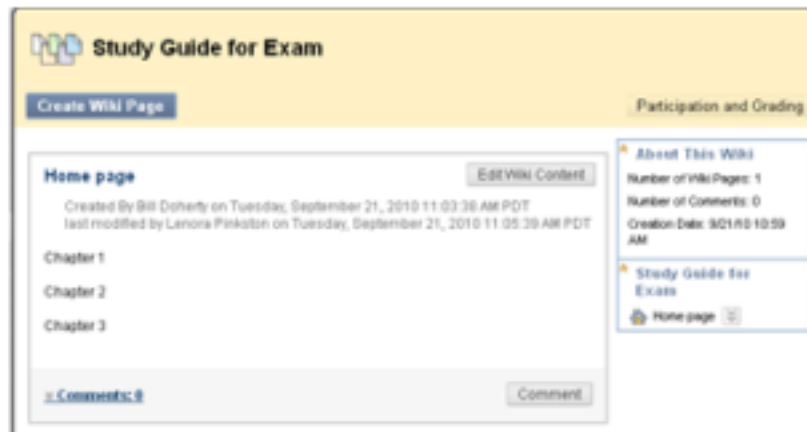 Study Guide for Exam
Create Wiki Page
Participation and Grading
Home page
Edit Wiki Content
Created By Bill Doherty on Tuesday, September 21, 2010 11:03:38 AM PDT
last modified by Lenora Pinkston on Tuesday, September 21, 2010 11:05:39 AM PDT
Chapter 1
Chapter 2
Chapter 3
Comments: 0
Comment
About This Wiki
Number of Wiki Pages: 1
Number of Comments: 0
Creation Date: 9/21/10 10:59
AM
Study Guide for
Exam
Home page